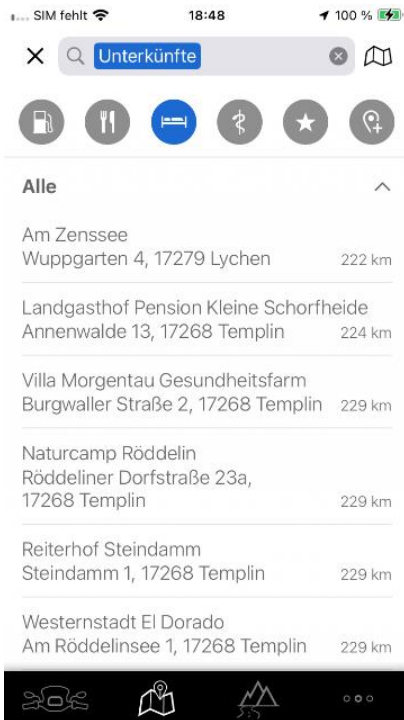 SIM fehlt 18:48 100 %
Unterkünfte
Alle
Am Zenssee
Wuppgarten 4, 17279 Lychen 222 km
Landgasthof Pension Kleine Schorfheide
Annenwalde 13, 17268 Templin 224 km
Villa Morgentau Gesundheitsfarm
Burgwaller Straße 2, 17268 Templin 229 km
Naturcamp Röddelin
Röddeliner Dorfstraße 23a,
17268 Templin 229 km
Reiterhof Steindamm
Steindamm 1, 17268 Templin 229 km
Westernstadt El Dorado
Am Röddelinsee 1, 17268 Templin 229 km